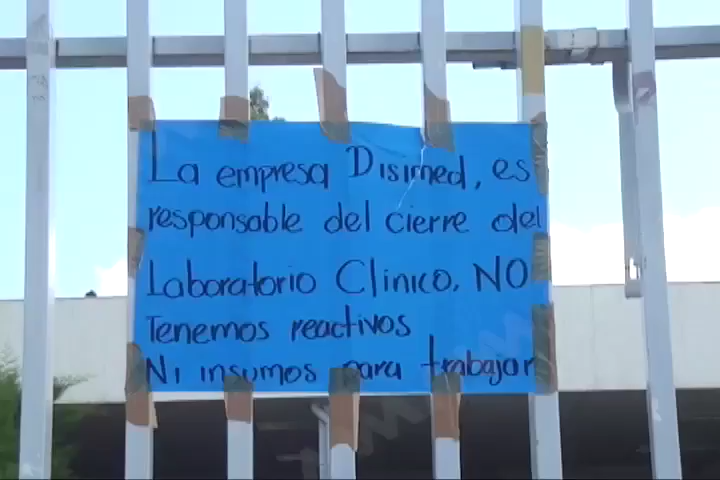 La empresa Disimed, es
responsable del cierre del
Laboratorio Clinico, NO
Tenemos reactivos
Ni insumos para trabajar